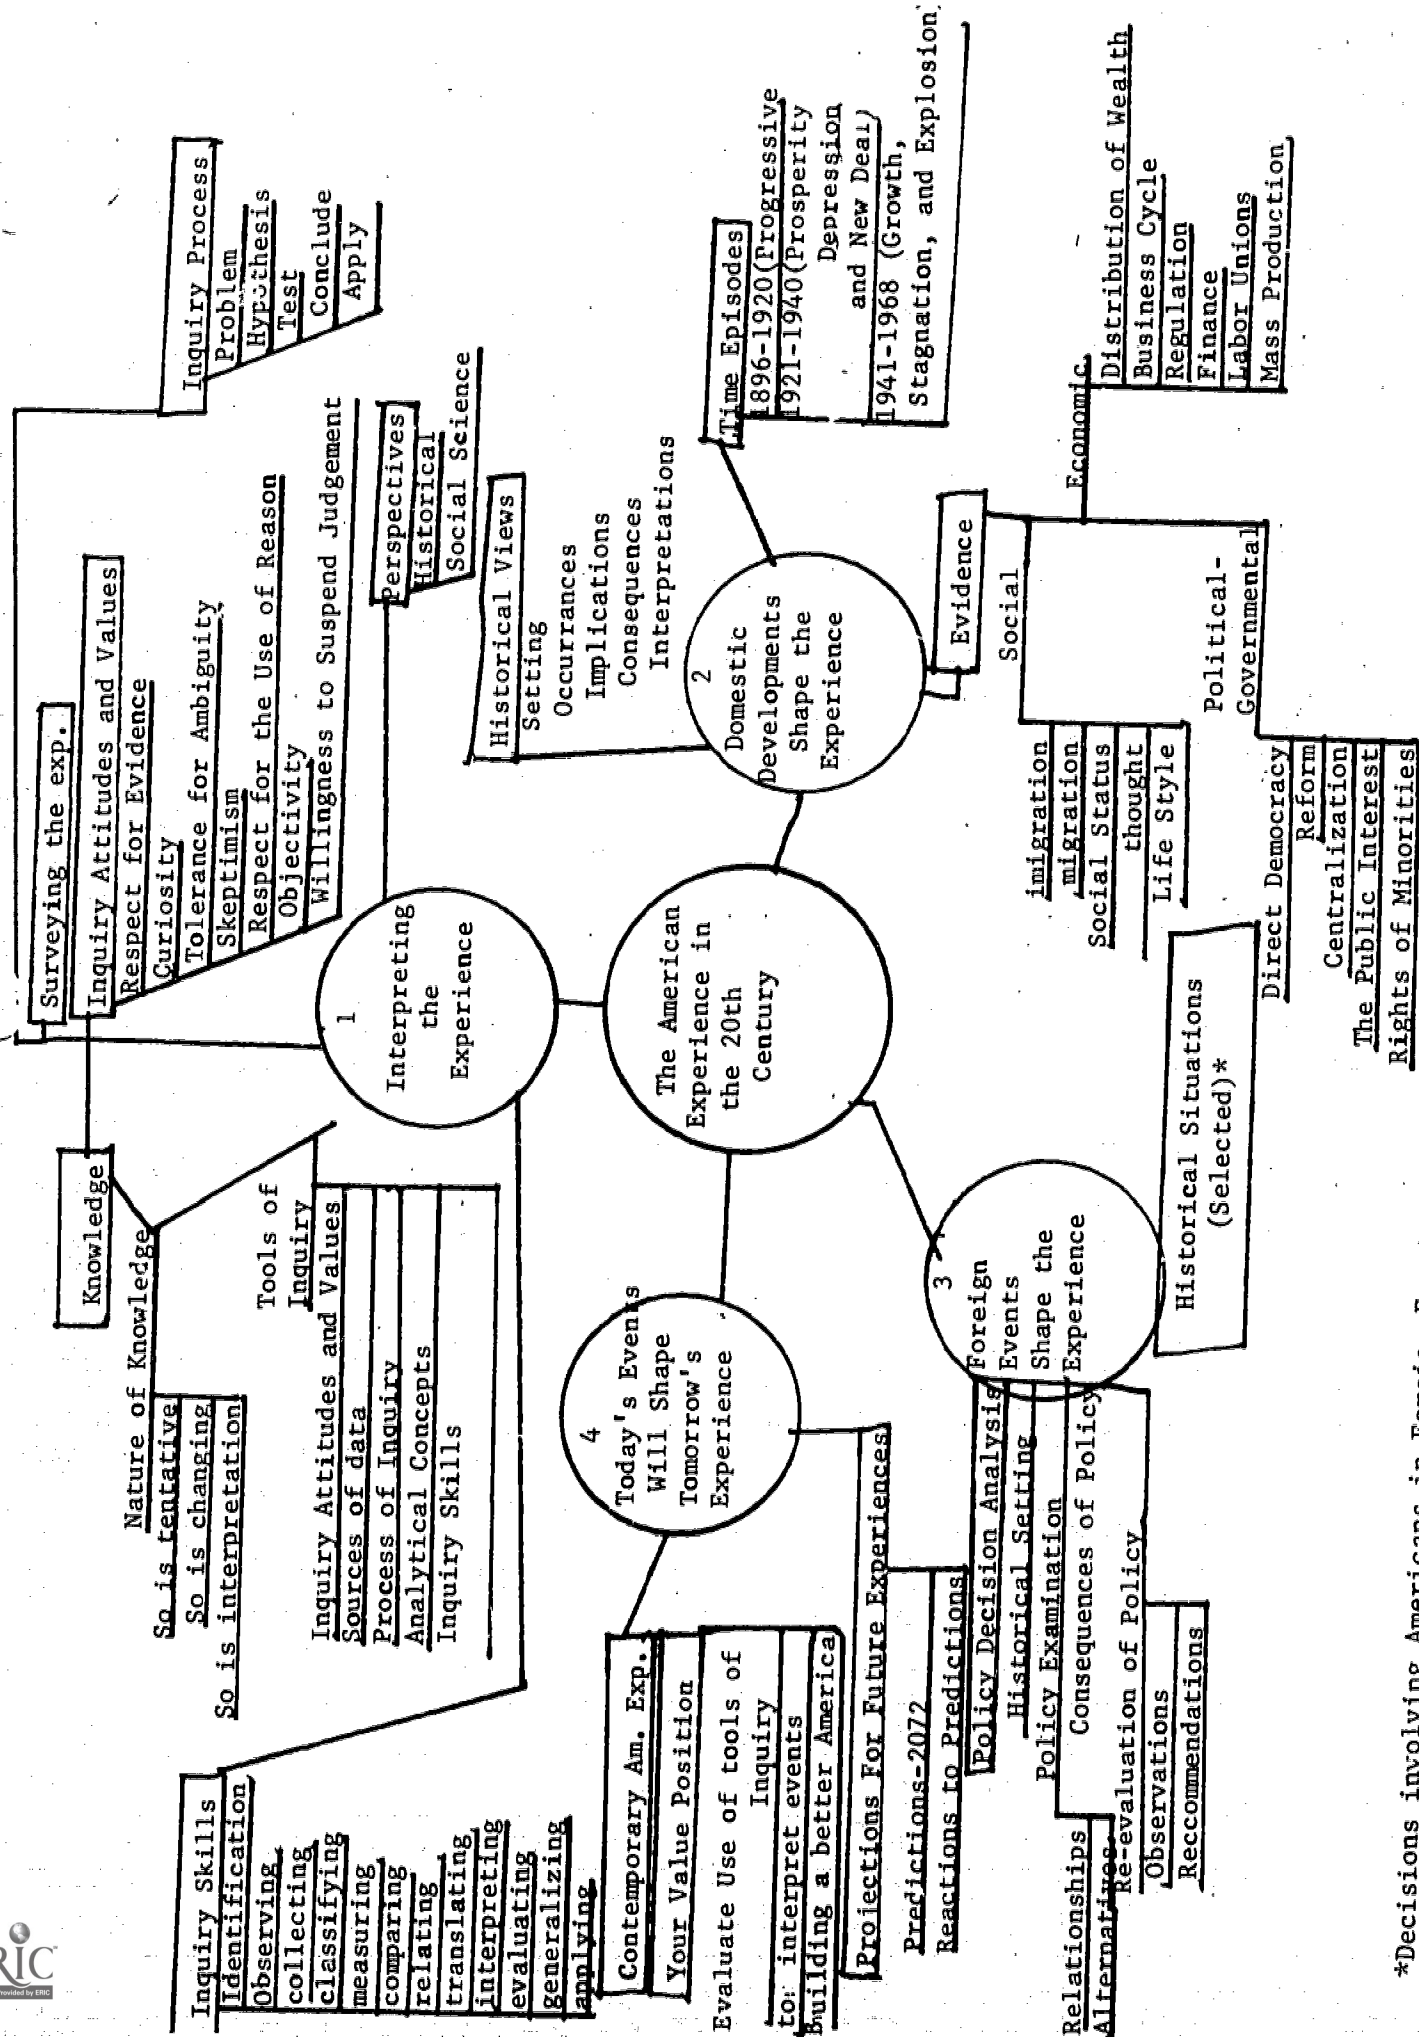 Surveying the exp.
Inquiry Attitudes and Values
Respect for Evidence
Curiosity
Tolerance for Ambiguity
Skeptimism
Respect for the Use of Reason
Objectivity
Willingness to Suspend Judgement
Inquiry Process
Problem
Hypothesis
Test
Conclude
Apply
Perspectives
Historical
Social Science
Knowledge
Nature of Knowledge
So is tentative
So is changing
So is interpretation
Tools of
Inquiry
Inquiry Attitudes and Values
Sources of data
Process of Inquiry
Analytical Concepts
Inquiry Skills
Inquiry Skills
Identification
Observing
collecting
classifying
measuring
comparing
relating
translating
interpreting
evaluating
generalizing
applying
1
Interpreting
the
Experience
Historical Views
Setting
Occurrances
Implications
Consequences
Interpretations
The American
Experience in
the 20th
Century
2
Domestic
Developments
Shape the
Experience
Time Episodes
1896-1920(Progressive
1921-1940(Prosperity
Depression
and New Deal)
1941-1968 (Growth,
Stagnation, and Explosion)
Evidence
Social
imigration
migration
Social Status
thought
Life Style
Economic
Distribution of Wealth
Business Cycle
Regulation
Finance
Labor Unions
Mass Production
Political-
Governmental
Direct Democracy
Reform
Centralization
The Public Interest
Rights of Minorities
4
Today's Events
Will Shape
Tomorrow's
Experience
Contemporary Am. Exp.
Your Value Position
Evaluate Use of tools of
Inquiry
to: interpret events
Building a better America
Projections For Future Experiences
Predictions-2072
Reactions to Predictions
3
Foreign
Events
Shape the
Experience
Policy Decision Analysis
Historical Setting
Policy Examination
Consequences of Policy
Relationships
Alternatives
Re-evaluation of Policy
Observations
Reccommendations
Historical Situations
(Selected)*
*Decisions involving Americans in
RIC
Provided by ERIC